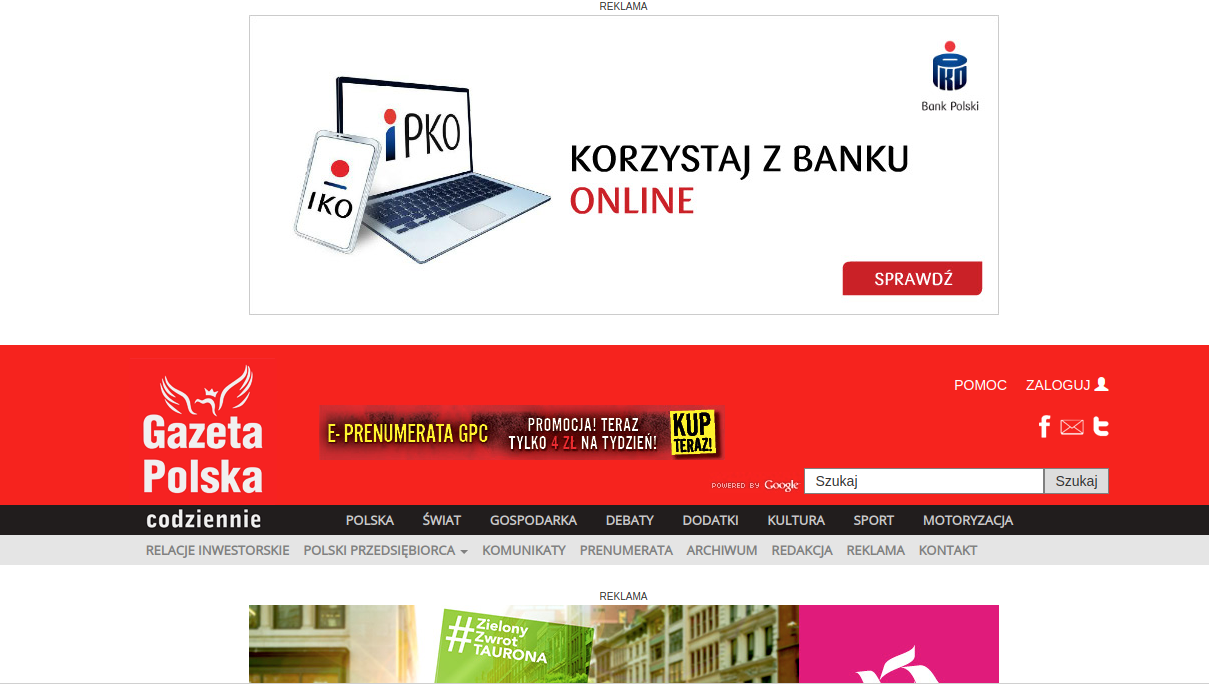 REKLAMA
PKO
Bank Polski
iPKO
IKO
KORZYSTAJ Z BANKU
ONLINE
SPRAWDŹ
POMOC ZALOGUJ
Gazeta
Polska
codziennie
E- PRENUMERATA GPC
PROMOCJA! TERAZ
TYLKO 4 ZŁ NA TYDZIEŃ!
KUP
TERAZ!
POWERED BY Google
Szukaj Szukaj
POLSKA ŚWIAT GOSPODARKA DEBATY DODATKI KULTURA SPORT MOTORYZACJA
RELACJE INWESTORSKIE POLSKI PRZEDSIĘBIORCA KOMUNIKATY PRENUMERATA ARCHIWUM REDAKCJA REKLAMA KONTAKT
REKLAMA
#Zielony
Zwrot
TAURONA